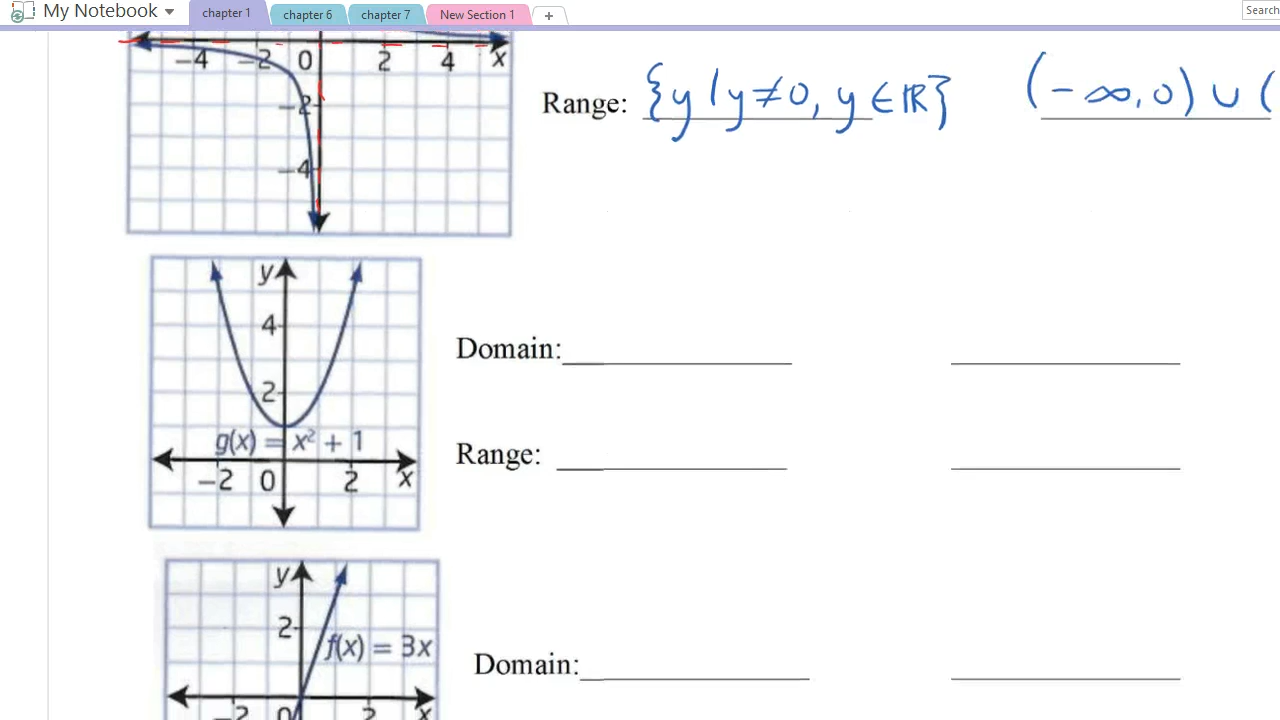 My Notebook chapter 1 chapter 6 chapter 7 New Section 1 + Search
−4 −2 0 2 4 x
−2
−4
Range: {y | y ≠ 0, y ∈ ℝ} (-∞, 0) ∪ (
y
4
2
g(x) = x² + 1
−2 0 2 x
Domain:
Range:
y
2
f(x) = 3x
−2 0 2 x
Domain: